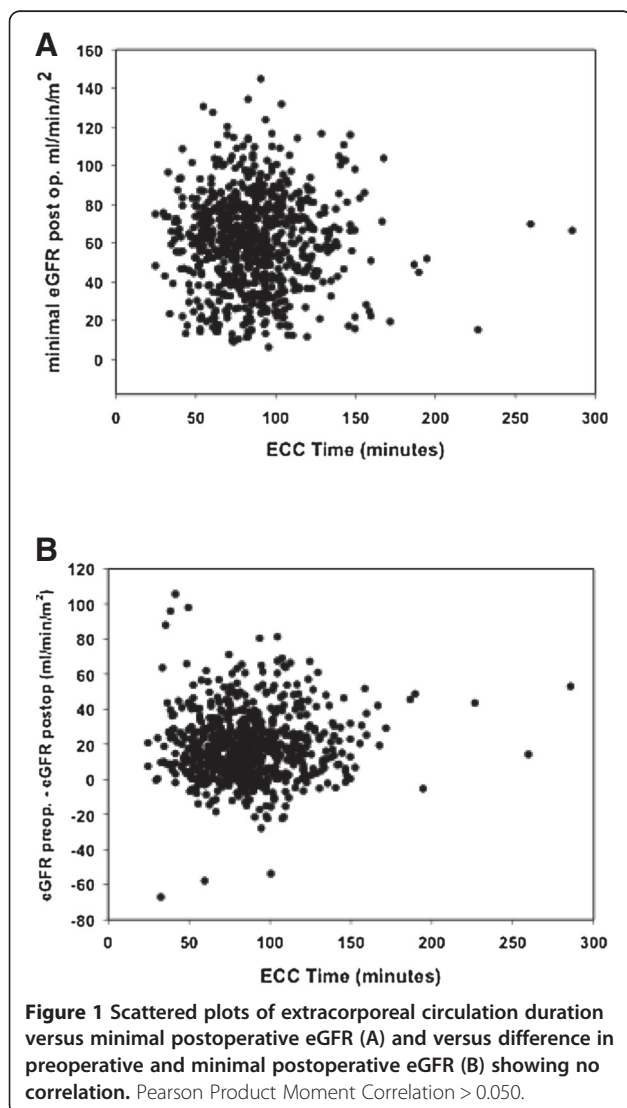 A
160
140
120
100
80
60
40
20
0
minimal eGFR post op. ml/min/m²
0 50 100 150 200 250 300
ECC Time (minutes)
B
120
100
80
60
40
20
0
-20
-40
-60
-80
eGFR preop. - eGFR postop (ml/min/m²)
0 50 100 150 200 250 300
ECC Time (minutes)
Figure 1 Scattered plots of extracorporeal circulation duration
versus minimal postoperative eGFR (A) and versus difference in
preoperative and minimal postoperative eGFR (B) showing no
correlation. Pearson Product Moment Correlation > 0.050.